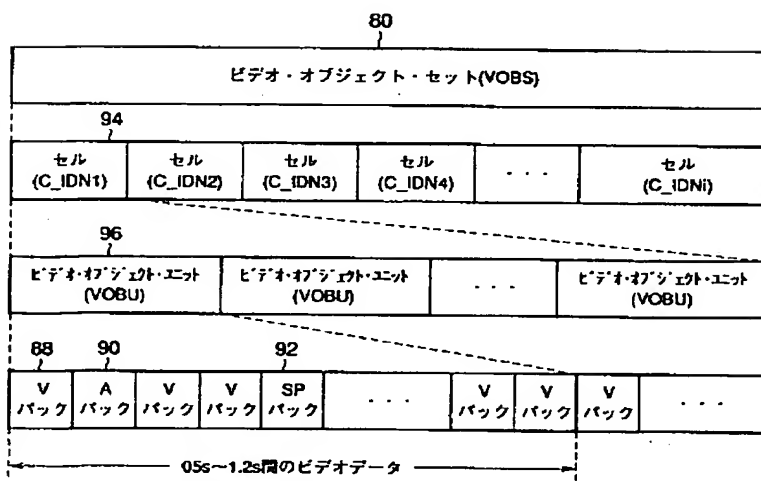 80
ビデオ・オブジェクト・セット(VOBS)
94
セル
(C_IDN1)
セル
(C_IDN2)
セル
(C_IDN3)
セル
(C_IDN4)
・・・
セル
(C_IDNi)
96
ビデオ・オブジェクト・ユニット
(VOBU)
ビデオ・オブジェクト・ユニット
(VOBU)
・・・
ビデオ・オブジェクト・ユニット
(VOBU)
88
90
92
V
パック
A
パック
V
パック
V
パック
SP
パック
・・・
V
パック
V
パック
V
パック
・・・
05s~1.2s間のビデオデータ